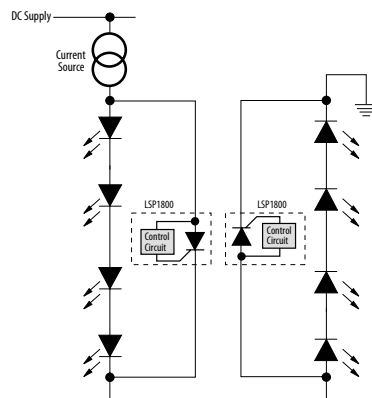 DC Supply
Current
Source
LSP1800
Control
Circuit
LSP1800
Control
Circuit